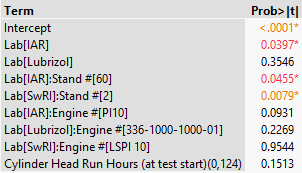 Term Prob>|t|
Intercept <.0001*
Lab[IAR] 0.0397*
Lab[Lubrizol] 0.3546
Lab[IAR]:Stand #[60] 0.0455*
Lab[SwRI]:Stand #[2] 0.0079*
Lab[IAR]:Engine #[PI10] 0.0931
Lab[Lubrizol]:Engine #[336-1000-1000-01] 0.2269
Lab[SwRI]:Engine #[LSPI 10] 0.9544
Cylinder Head Run Hours (at test start)(0,124) 0.1513